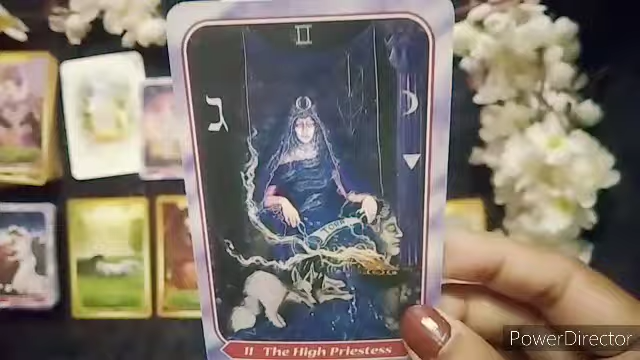 II
ג
II The High Priestess
PowerDirector